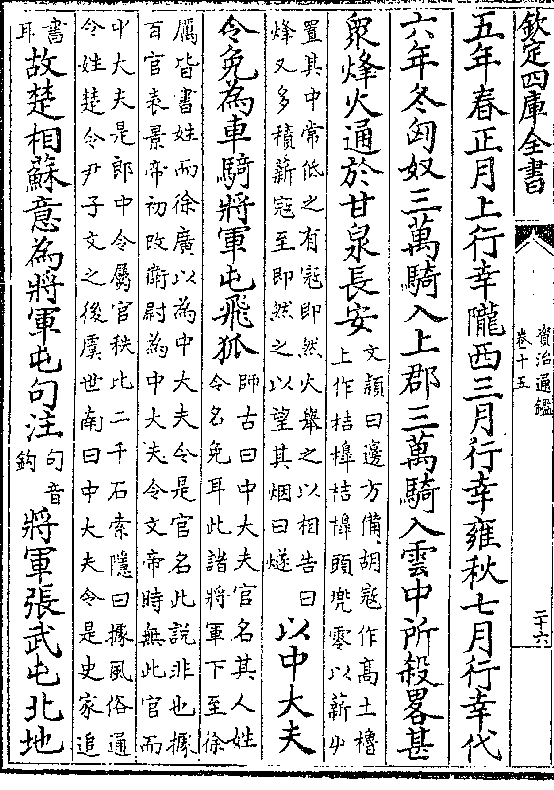 欽定四庫全書
資治通鑑
卷十五
二十六
五年春正月上行幸隴西三月行幸雍秋七月行幸代
六年冬匈奴三萬騎入上郡三萬騎入雲中所殺畧甚
衆烽火通於甘泉長安
文頴曰邊方備胡寇作髙土櫓
上作桔橰桔橰頭兜零以薪艸
置其中常低之有寇即然火舉之以相告曰
烽又多積薪寇至即然之以望其烟曰燧
以中大夫
令免為車騎將軍屯飛狐
師古曰中大夫官名其人姓
令名免耳此諸將軍下至徐
厲皆書姓而徐廣以為中大夫令是官名此說非也據
百官表景帝初改衛尉為中大夫令文帝時無此官而
中大夫是郎中令屬官秩比二千石索隱曰據風俗通
令姓楚令尹子文之後虞世南曰中大夫令是史家追
書
耳
故楚相蘇意為將軍屯句注
句音
鈎
將軍張武屯北地